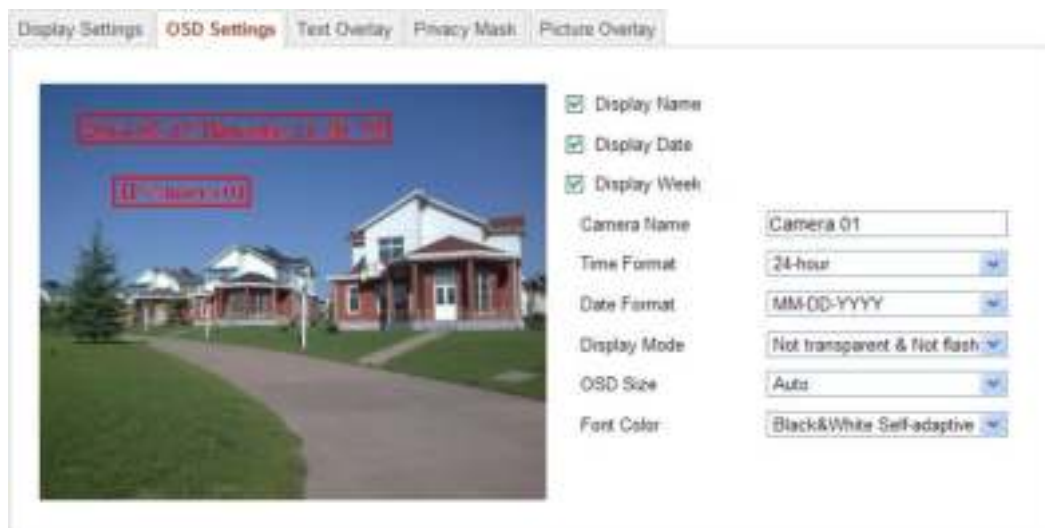 Display Settings OSD Settings Text Overlay Privacy Mask Picture Overlay
Display Name
Display Date
Display Week
Camera Name Camera 01
Time Format 24-hour
Date Format MM-DD-YYYY
Display Mode Not transparent & Not flash
OSD Size Auto
Font Color Black&White Self-adaptive